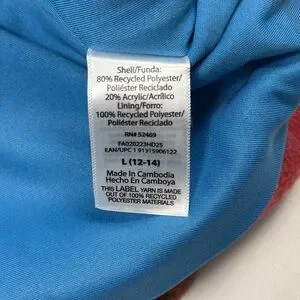 Shell/Funda:
80% Recycled Polyester/
Poliéster Reciclado
20% Acrylic/Acrílico
Lining/Forro:
100% Recycled Polyester/
Poliéster Reciclado
RN# 52469
FA020223HD25
EAN/UPC 1 91315906122
L (12-14)
Made In Cambodia
Hecho En Camboya
THIS LABEL YARN IS MADE
OUT OF 100% RECYCLED
POLYESTER MATERIALS